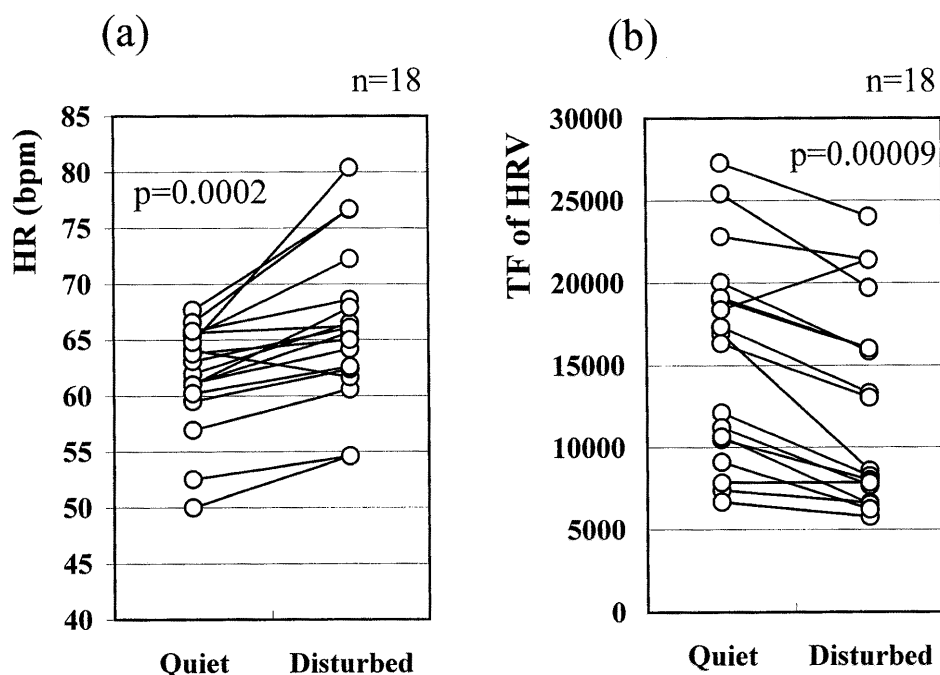 (a)
n=18
HR (bpm)
85
80
75
70
65
60
55
50
45
40
p=0.0002
Quiet Disturbed
(b)
n=18
TF of HRV
30000
25000
20000
15000
10000
5000
0
p=0.00009
Quiet Disturbed